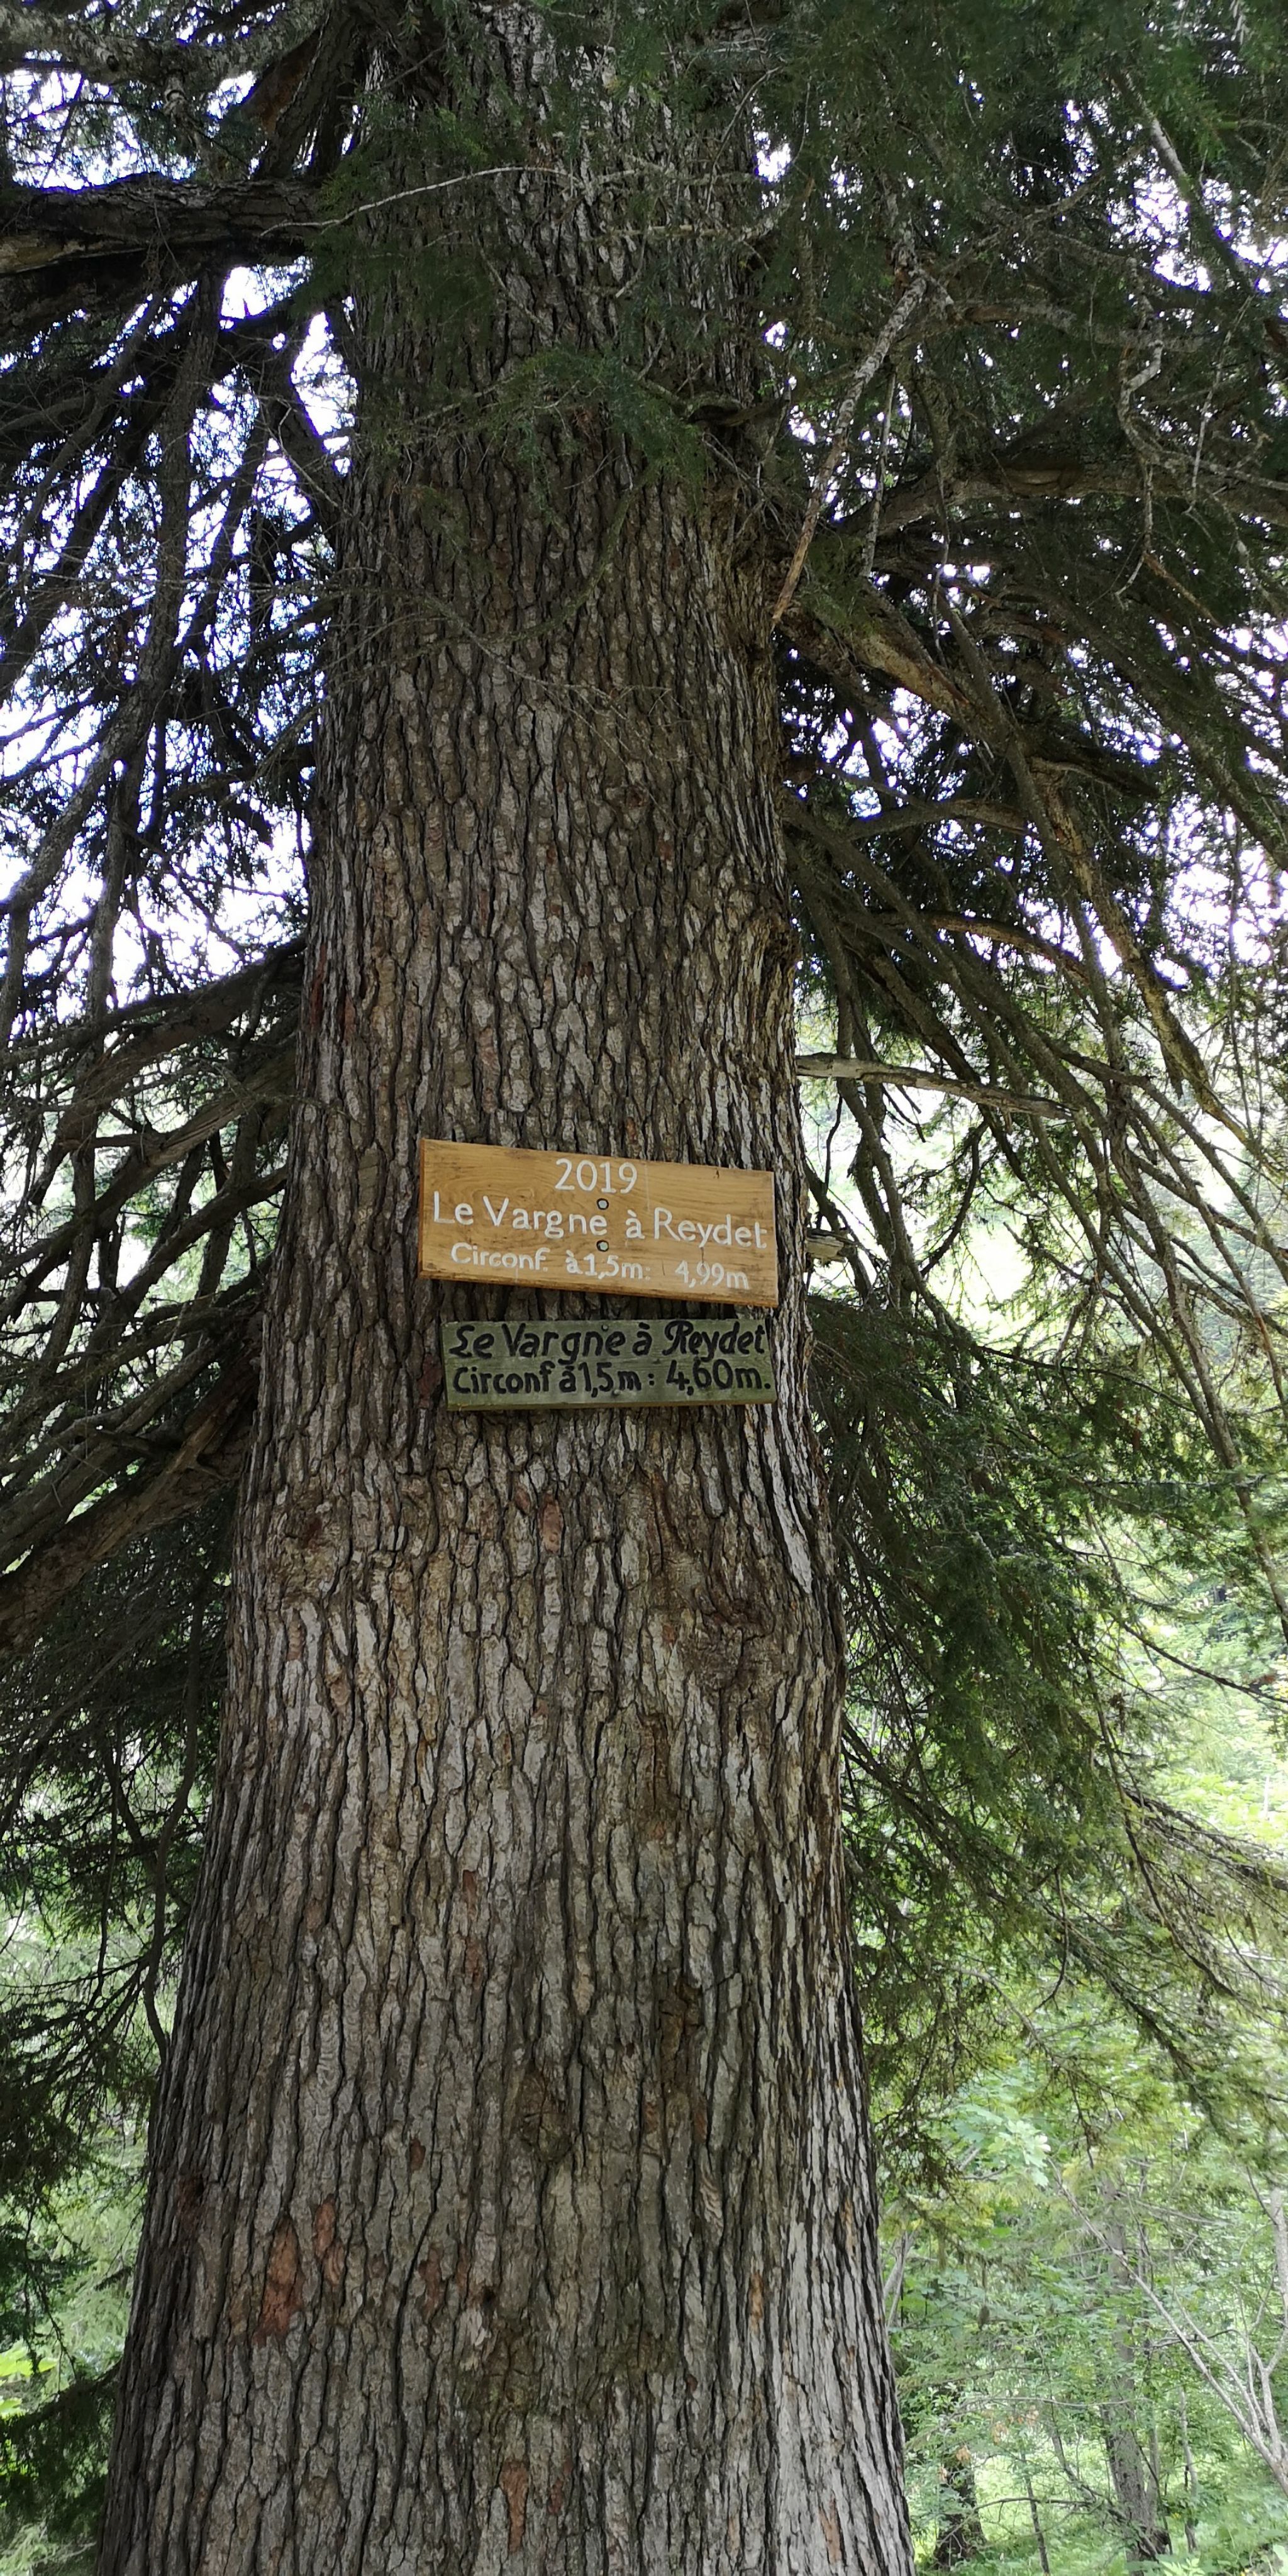 2019
Le Vargne à Reydet
Circonf. à 1,5m: 4,99m
Le Vargne à Reydet
Circonf à 1,5m : 4,60m.